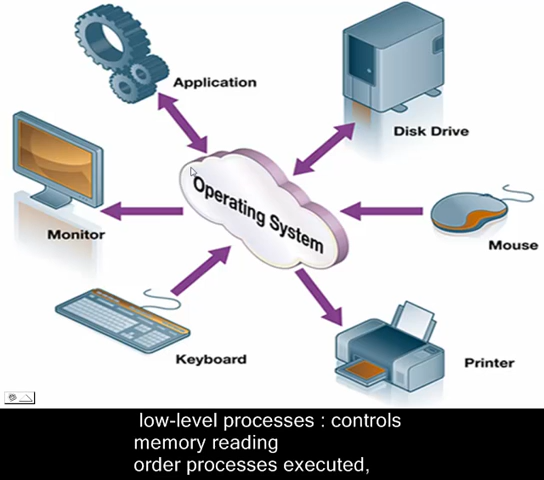 Application
Disk Drive
Operating System
Monitor
Mouse
Keyboard
Printer
low-level processes : controls
memory reading
order processes executed,